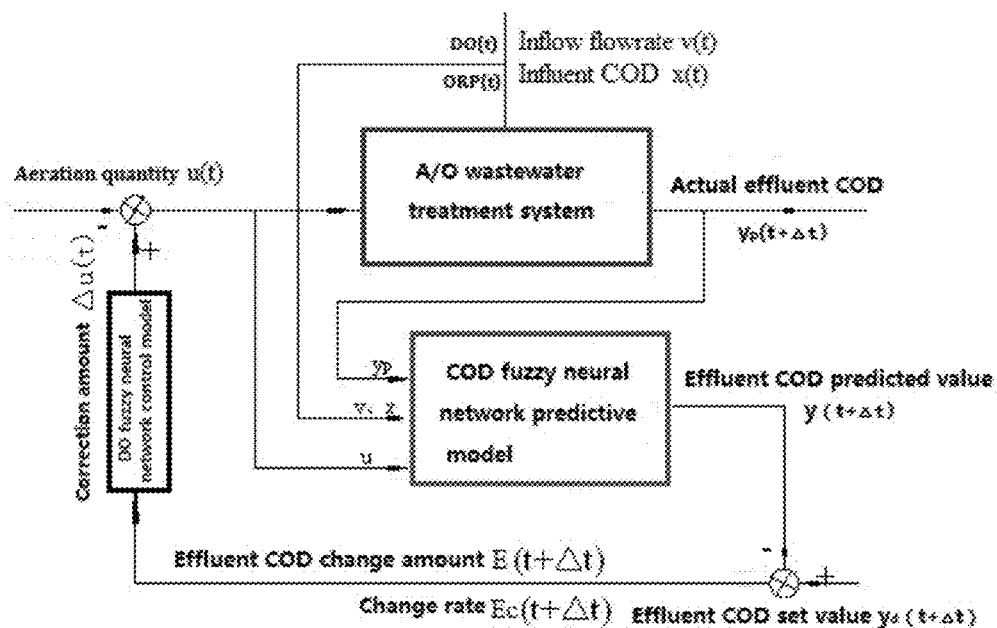 DO(t)
Inflow flowrate v(t)
ORP(t)
Influent COD x(t)
Aeration quantity u(t)
A/O wastewater
treatment system
Actual effluent COD
yp(t+Δt)
-
+
Correction amount Δu(t)
DO fuzzy neural
network control model
yp
COD fuzzy neural
network predictive
model
Effluent COD predicted value
y(t+Δt)
u
-
+
Effluent COD change amount E(t+Δt)
Change rate Ec(t+Δt)
Effluent COD set value yd(t+Δt)